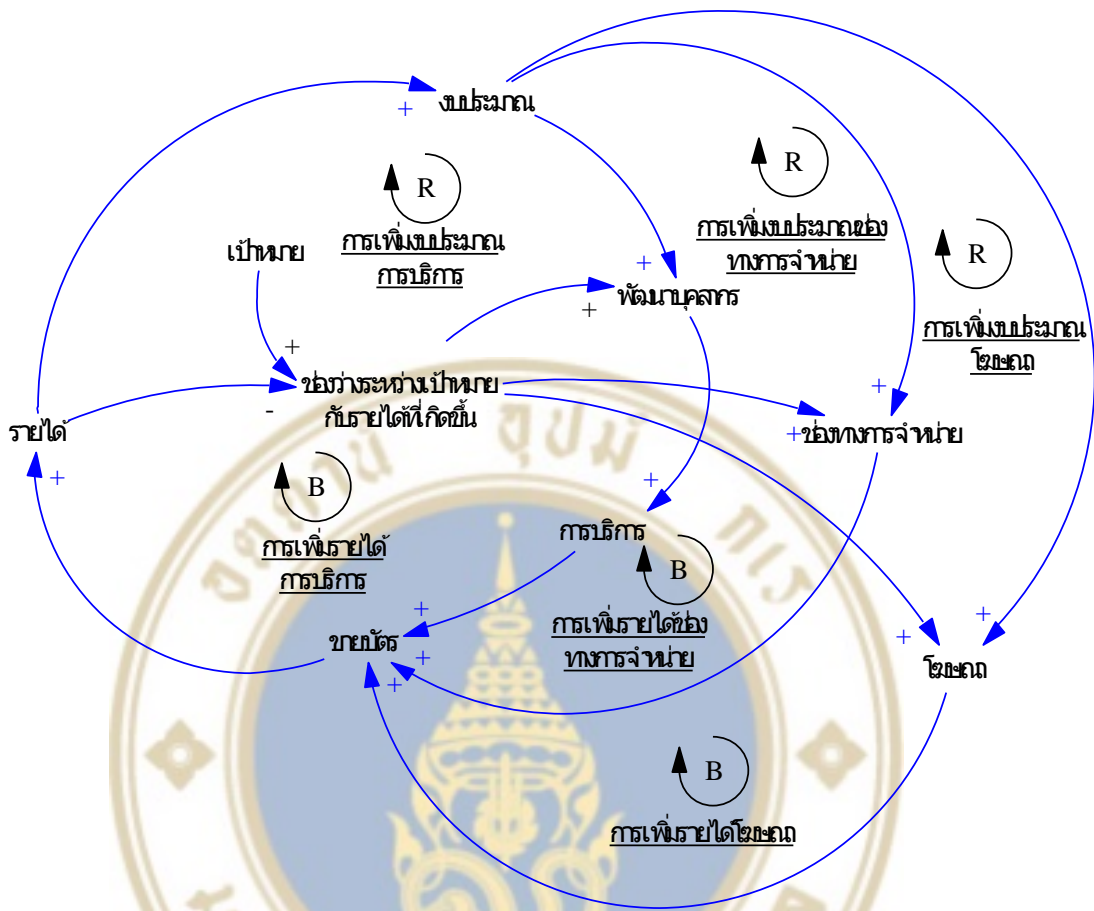 งบประมาณ
+
R
การเพิ่มงบประมาณ
การบริการ
R
การเพิ่มงบประมาณช่อง
ทางการจำหน่าย
R
การเพิ่มงบประมาณ
โฆษณา
เป้าหมาย
+
+
พัฒนาบุคลากร
+
ช่องว่างระหว่างเป้าหมาย
กับรายได้ที่เกิดขึ้น
-
รายได้
+
+
+ช่องทางการจำหน่าย
B
การเพิ่มรายได้
การบริการ
+
การบริการ
B
การเพิ่มรายได้ช่อง
ทางการจำหน่าย
+
ขายบัตร
+
+
+
+
โฆษณา
B
การเพิ่มรายได้โฆษณา
อุปมํ
กเร